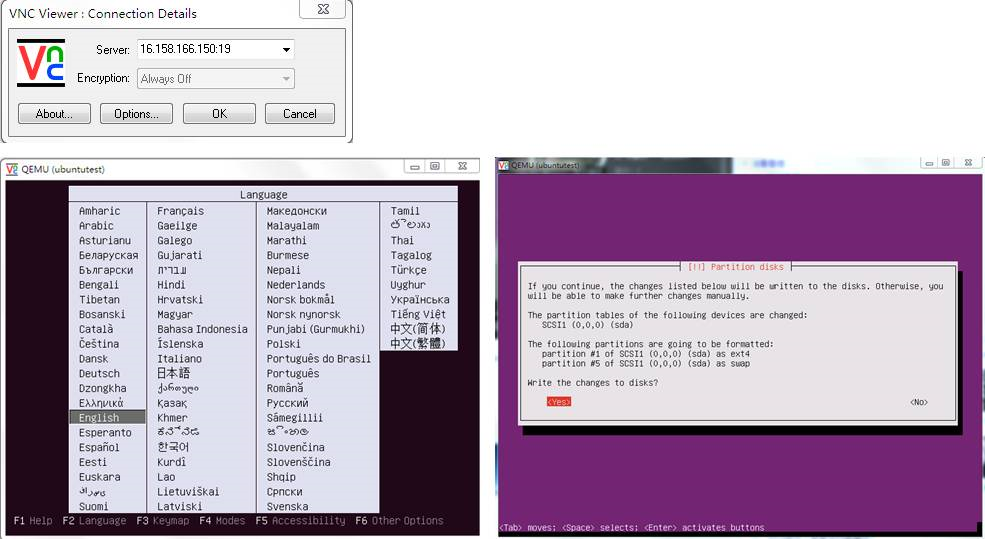 VNC Viewer : Connection Details
Server: 16.158.166.150:19
Encryption: Always Off
About... Options... OK Cancel
QEMU (ubuntutest)
Language
Amharic
Arabic
Asturianu
Беларуская
Български
Bengali
Tibetan
Bosanski
Català
Čeština
Dansk
Deutsch
Dzongkha
Ελληνικά
English
Esperanto
Español
Eesti
Euskara
فارسی
Suomi
Français
Gaeilge
Galego
Gujarati
עברית
Hindi
Hrvatski
Magyar
Bahasa Indonesia
Íslenska
Italiano
日本語
ქართული
Қазақ
Khmer
ಕನ್ನಡ
한국어
Kurdî
Lao
Lietuviškai
Latviski
Македонски
Malayalam
Marathi
Burmese
Nepali
Nederlands
Norsk bokmål
Norsk nynorsk
Punjabi (Gurmukhi)
Polski
Português do Brasil
Português
Română
Русский
Sámegillii
සිංහල
Slovenčina
Slovenščina
Shqip
Српски
Svenska
Tamil
తెలుగు
Thai
Tagalog
Türkçe
Uyghur
Українська
Tiếng Việt
中文(简体)
中文(繁體)
F1 Help F2 Language F3 Keymap F4 Modes F5 Accessibility F6 Other Options
QEMU (ubuntutest)
[!!] Partition disks
If you continue, the changes listed below will be written to the disks. Otherwise, you
will be able to make further changes manually.
The partition tables of the following devices are changed:
SCSI1 (0,0,0) (sda)
The following partitions are going to be formatted:
partition #1 of SCSI1 (0,0,0) (sda) as ext4
partition #5 of SCSI1 (0,0,0) (sda) as swap
Write the changes to disks?
<Yes> <No>
<Tab> moves; <Space> selects; <Enter> activates buttons